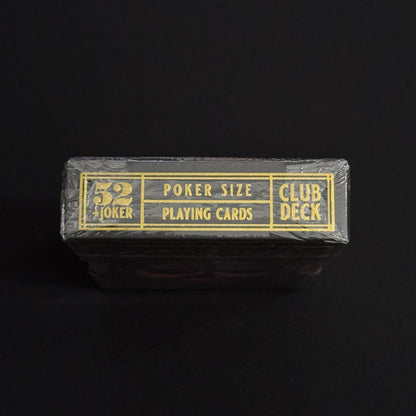 52
+JOKER
POKER SIZE
PLAYING CARDS
CLUB
DECK